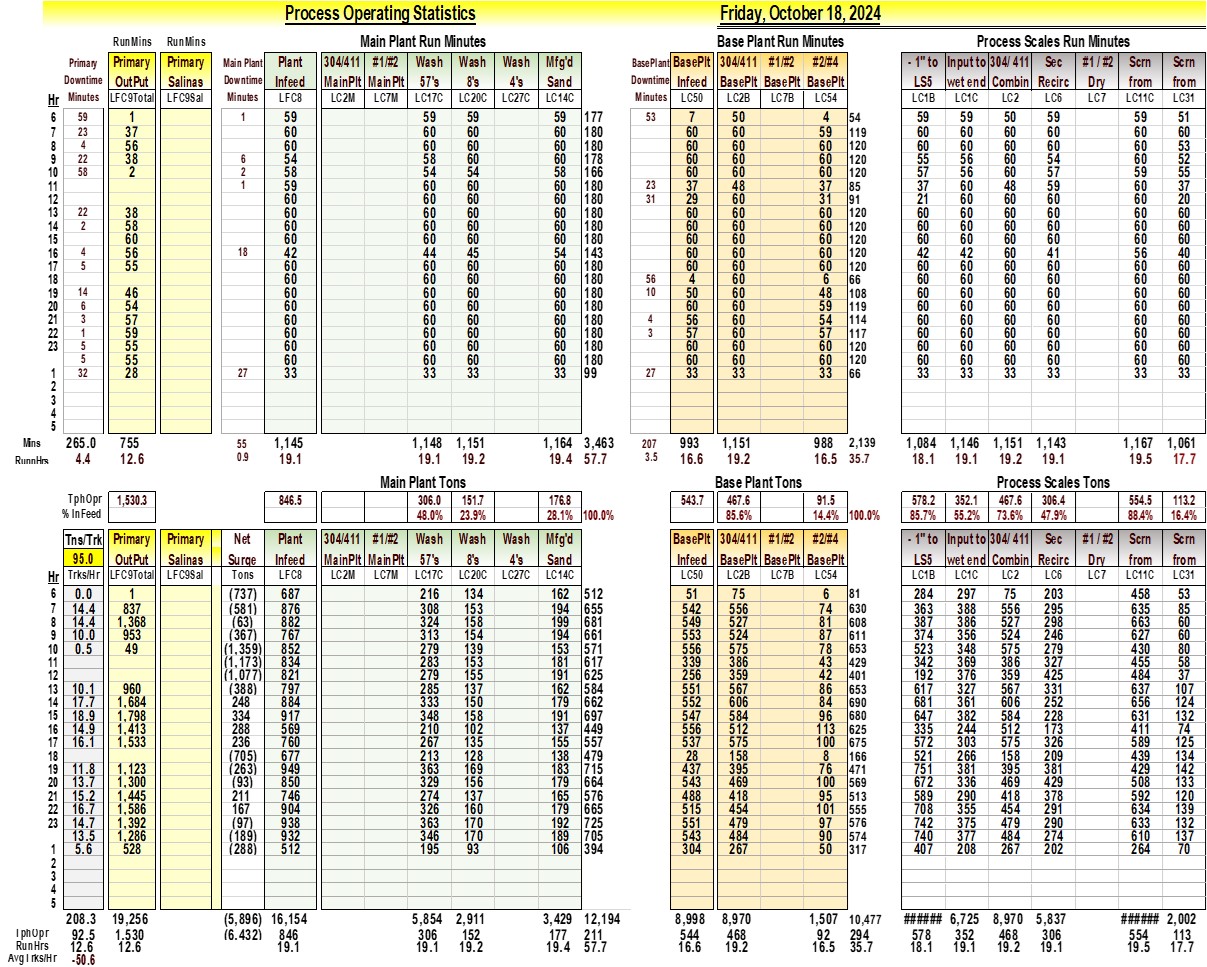 Process Operating Statistics Friday, October 18, 2024
RunMins RunMins Main Plant Run Minutes Base Plant Run Minutes Process Scales Run Minutes
Primary Primary Primary Main Plant Plant 304/411 #1/#2 Wash Wash Wash Mfg'd BasePlant BasePlt 304/411 #1/#2 #2/#4 - 1" to Input to 304/ 411 Sec #1 / #2 Scrn Scrn
Downtime OutPut Salinas Downtime Infeed MainPlt MainPlt 57's 8's 4's Sand Downtime Infeed BasePlt BasePlt BasePlt LS5 wet end Combin Recirc Dry from from
Hr Minutes LFC9Total LFC9Sal Minutes LFC8 LC2M LC7M LC17C LC20C LC27C LC14C Minutes LC50 LC2B LC7B LC54 LC1B LC1C LC2 LC6 LC7 LC11C LC31
6 59 1 1 59 59 59 59 177 53 7 50 4 54 59 59 50 59 59 51
7 23 37 60 60 60 60 180 60 60 59 119 60 60 60 60 60 60
8 4 56 60 60 60 60 180 60 60 60 120 60 60 60 60 60 53
9 22 38 6 54 58 60 60 178 60 60 60 120 55 56 60 54 60 52
10 58 2 2 58 54 54 58 166 60 60 60 120 57 56 60 57 59 55
11 1 59 60 60 60 180 23 37 48 37 85 37 60 48 59 60 37
12 60 60 60 60 180 31 29 60 31 91 21 60 60 60 60 20
13 22 38 60 60 60 60 180 60 60 60 120 60 60 60 60 60 60
14 2 58 60 60 60 60 180 60 60 60 120 60 60 60 60 60 60
15 60 60 60 60 60 180 60 60 60 120 60 60 60 60 60 60
16 4 56 18 42 44 45 54 143 60 60 60 120 42 42 60 41 56 40
17 5 55 60 60 60 60 180 60 60 60 120 60 60 60 60 60 60
18 60 60 60 60 180 56 4 60 6 66 60 60 60 60 60 60
19 14 46 60 60 60 60 180 10 50 60 48 108 60 60 60 60 60 60
20 6 54 60 60 60 60 180 60 60 59 119 60 60 60 60 60 60
21 3 57 60 60 60 60 180 4 56 60 54 114 60 60 60 60 60 60
22 1 59 60 60 60 60 180 3 57 60 57 117 60 60 60 60 60 60
23 5 55 60 60 60 60 180 60 60 60 120 60 60 60 60 60 60
5 55 60 60 60 60 180 60 60 60 120 60 60 60 60 60 60
1 32 28 27 33 33 33 33 99 27 33 33 33 66 33 33 33 33 33 33
2
3
4
5
Mins 265.0 755 55 1,145 1,148 1,151 1,164 3,463 207 993 1,151 988 2,139 1,084 1,146 1,151 1,143 1,167 1,061
RunnHrs 4.4 12.6 0.9 19.1 19.1 19.2 19.4 57.7 3.5 16.6 19.2 16.5 35.7 18.1 19.1 19.2 19.1 19.5 17.7
Main Plant Tons Base Plant Tons Process Scales Tons
TphOpr 1,530.3 846.5 306.0 151.7 176.8 543.7 467.6 91.5 578.2 352.1 467.6 306.4 554.5 113.2
% InFeed 48.0% 23.9% 28.1% 100.0% 85.6% 14.4% 100.0% 85.7% 55.2% 73.6% 47.9% 88.4% 16.4%
Tns/Trk Primary Primary Net Plant 304/411 #1/#2 Wash Wash Wash Mfg'd BasePlt 304/411 #1/#2 #2/#4 - 1" to Input to 304/ 411 Sec #1 / #2 Scrn Scrn
95.0 OutPut Salinas Surge Infeed MainPlt MainPlt 57's 8's 4's Sand Infeed BasePlt BasePlt BasePlt LS5 wet end Combin Recirc Dry from from
Hr Trks/Hr LFC9Total LFC9Sal Tons LFC8 LC2M LC7M LC17C LC20C LC27C LC14C LC50 LC2B LC7B LC54 LC1B LC1C LC2 LC6 LC7 LC11C LC31
6 0.0 1 (737) 687 216 134 162 512 51 75 6 81 284 297 75 203 458 53
7 14.4 837 (581) 876 308 153 194 655 542 556 74 630 363 388 556 295 635 85
8 14.4 1,368 (63) 882 324 158 199 681 549 527 81 608 387 386 527 298 663 60
9 10.0 953 (367) 767 313 154 194 661 553 524 87 611 374 356 524 246 627 60
10 0.5 49 (1,359) 852 279 139 153 571 556 575 78 653 523 348 575 279 430 80
11 (1,173) 834 283 153 181 617 339 386 43 429 342 369 386 327 455 58
12 (1,077) 821 279 155 191 625 256 359 42 401 192 376 359 425 484 37
13 10.1 960 (388) 797 285 137 162 584 551 567 86 653 617 327 567 331 637 107
14 17.7 1,684 248 884 333 150 179 662 552 606 84 690 681 361 606 252 656 124
15 18.9 1,798 334 917 348 158 191 697 547 584 96 680 647 382 584 228 631 132
16 14.9 1,413 288 569 210 102 137 449 556 512 113 625 335 244 512 173 411 74
17 16.1 1,533 236 760 267 135 155 557 537 575 100 675 572 303 575 326 589 125
18 (705) 677 213 128 138 479 28 158 8 166 521 266 158 209 439 134
19 11.8 1,123 (263) 949 363 169 183 715 437 395 76 471 751 381 395 381 429 142
20 13.7 1,300 (93) 850 329 156 179 664 543 469 100 569 672 336 469 429 508 133
21 15.2 1,445 211 746 274 137 165 576 488 418 95 513 589 290 418 378 592 120
22 16.7 1,586 167 904 326 160 179 665 515 454 101 555 708 355 454 291 634 139
23 14.7 1,392 (97) 938 363 170 192 725 551 479 97 576 742 375 479 290 633 132
13.5 1,286 (189) 932 346 170 189 705 543 484 90 574 740 377 484 274 610 137
1 5.6 528 (288) 512 195 93 106 394 304 267 50 317 407 208 267 202 264 70
2
3
4
5
208.3 19,256 (5,896) 16,154 5,854 2,911 3,429 12,194 8,998 8,970 1,507 10,477 ###### 6,725 8,970 5,837 ###### 2,002
TphOpr 92.5 1,530 (6,432) 846 306 152 177 211 544 468 92 294 578 352 468 306 554 113
RunHrs 12.6 12.6 19.1 19.1 19.2 19.4 57.7 16.6 19.2 16.5 35.7 18.1 19.1 19.2 19.1 19.5 17.7
AvgTrks/Hr -50.6